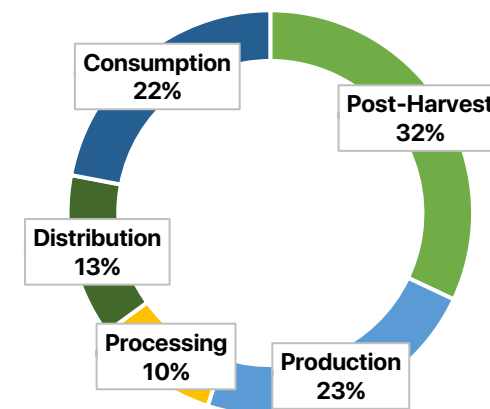 Consumption
22%
Post-Harvest
32%
Distribution
13%
Processing
10%
Production
23%